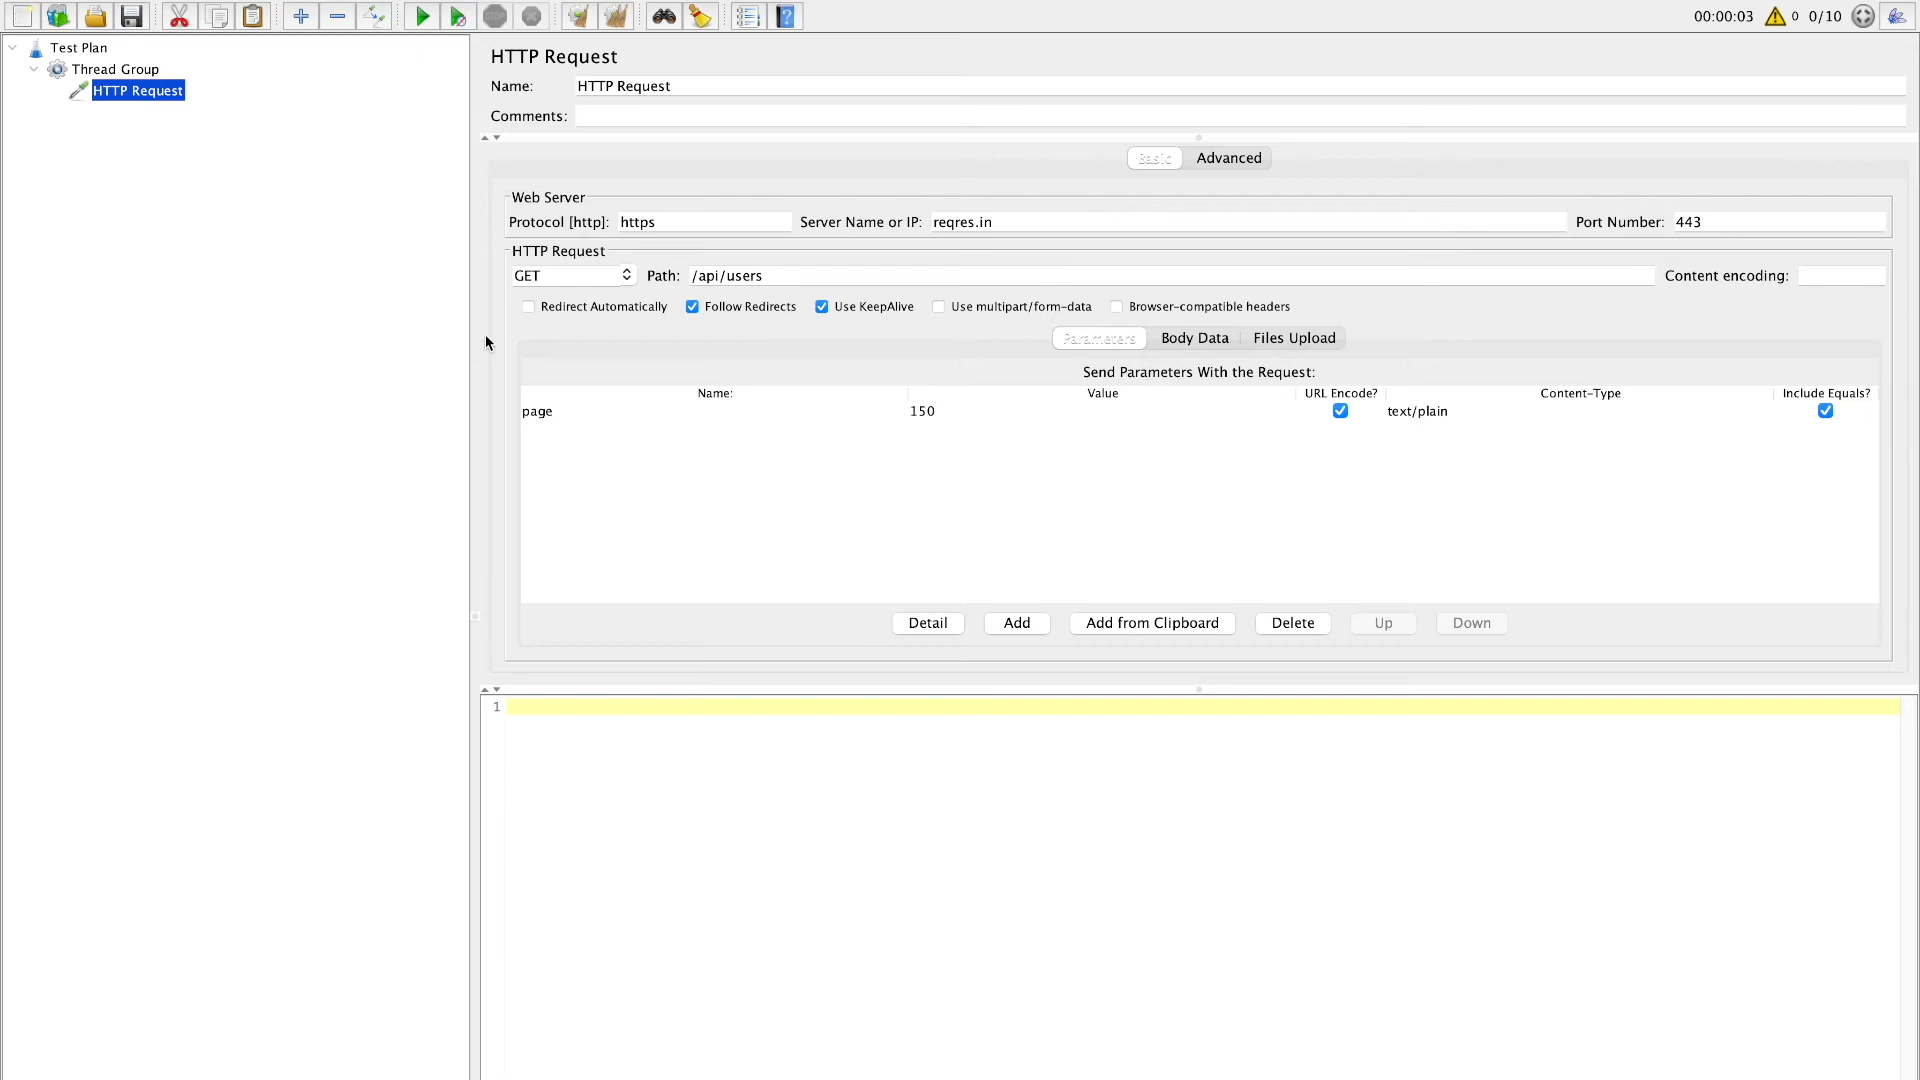 00:00:03 0 0/10
Test Plan
Thread Group
HTTP Request
HTTP Request
Name: HTTP Request
Comments:
Basic Advanced
Web Server
Protocol [http]: https Server Name or IP: reqres.in Port Number: 443
HTTP Request
GET Path: /api/users Content encoding:
Redirect Automatically Follow Redirects Use KeepAlive Use multipart/form-data Browser-compatible headers
Parameters Body Data Files Upload
Send Parameters With the Request:
Name: Value URL Encode? Content-Type Include Equals?
page 150 text/plain
Detail Add Add from Clipboard Delete Up Down
1